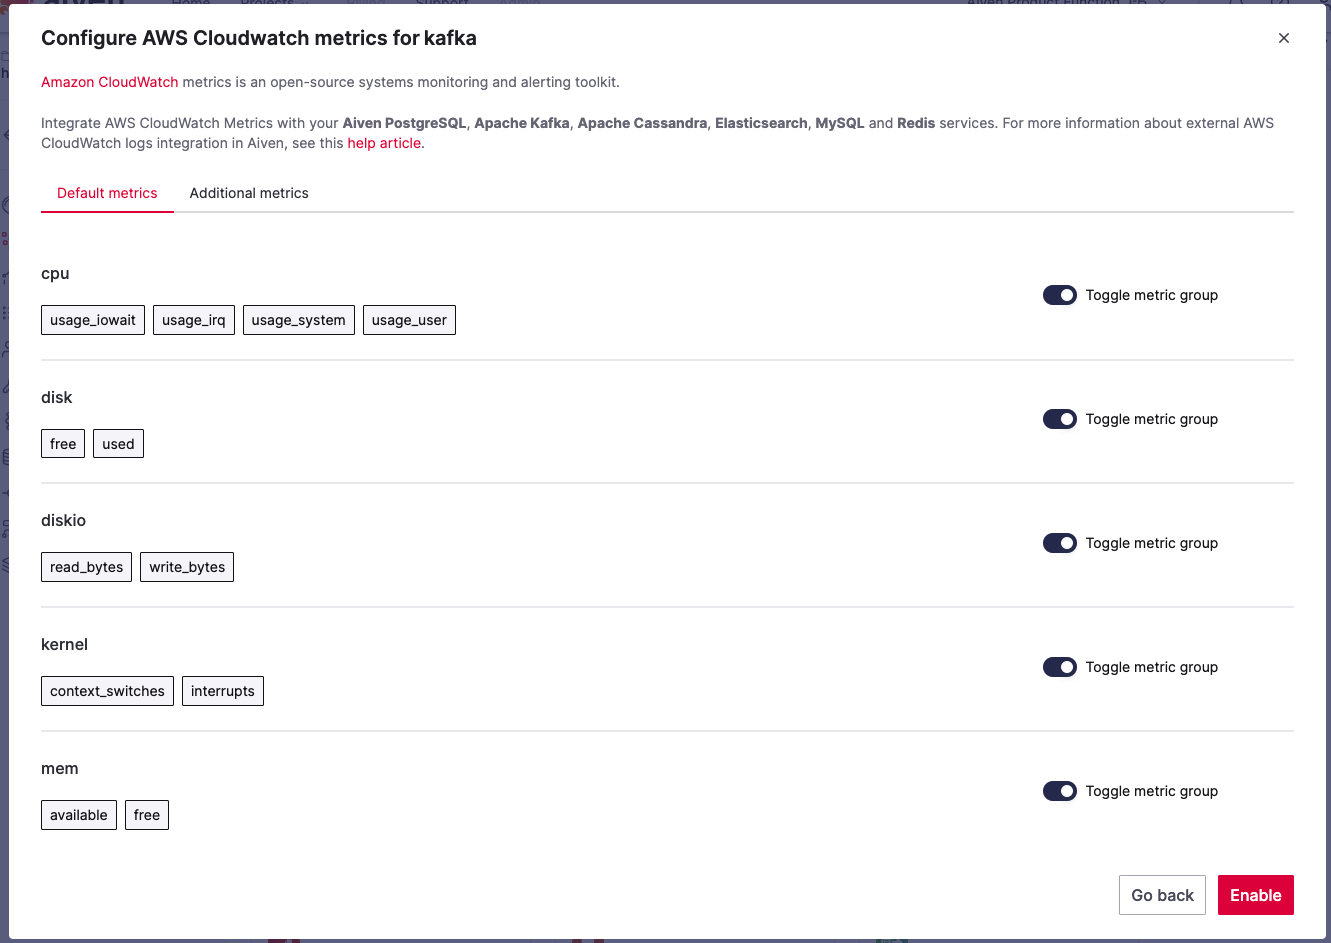 Configure AWS Cloudwatch metrics for kafka
Amazon CloudWatch metrics is an open-source systems monitoring and alerting toolkit.
Integrate AWS CloudWatch Metrics with your Aiven PostgreSQL, Apache Kafka, Apache Cassandra, Elasticsearch, MySQL and Redis services. For more information about external AWS
CloudWatch logs integration in Aiven, see this help article.
Default metrics Additional metrics
cpu
Toggle metric group
usage_iowait usage_irq usage_system usage_user
disk
Toggle metric group
free used
diskio
Toggle metric group
read_bytes write_bytes
kernel
Toggle metric group
context_switches interrupts
mem
Toggle metric group
available free
Go back Enable